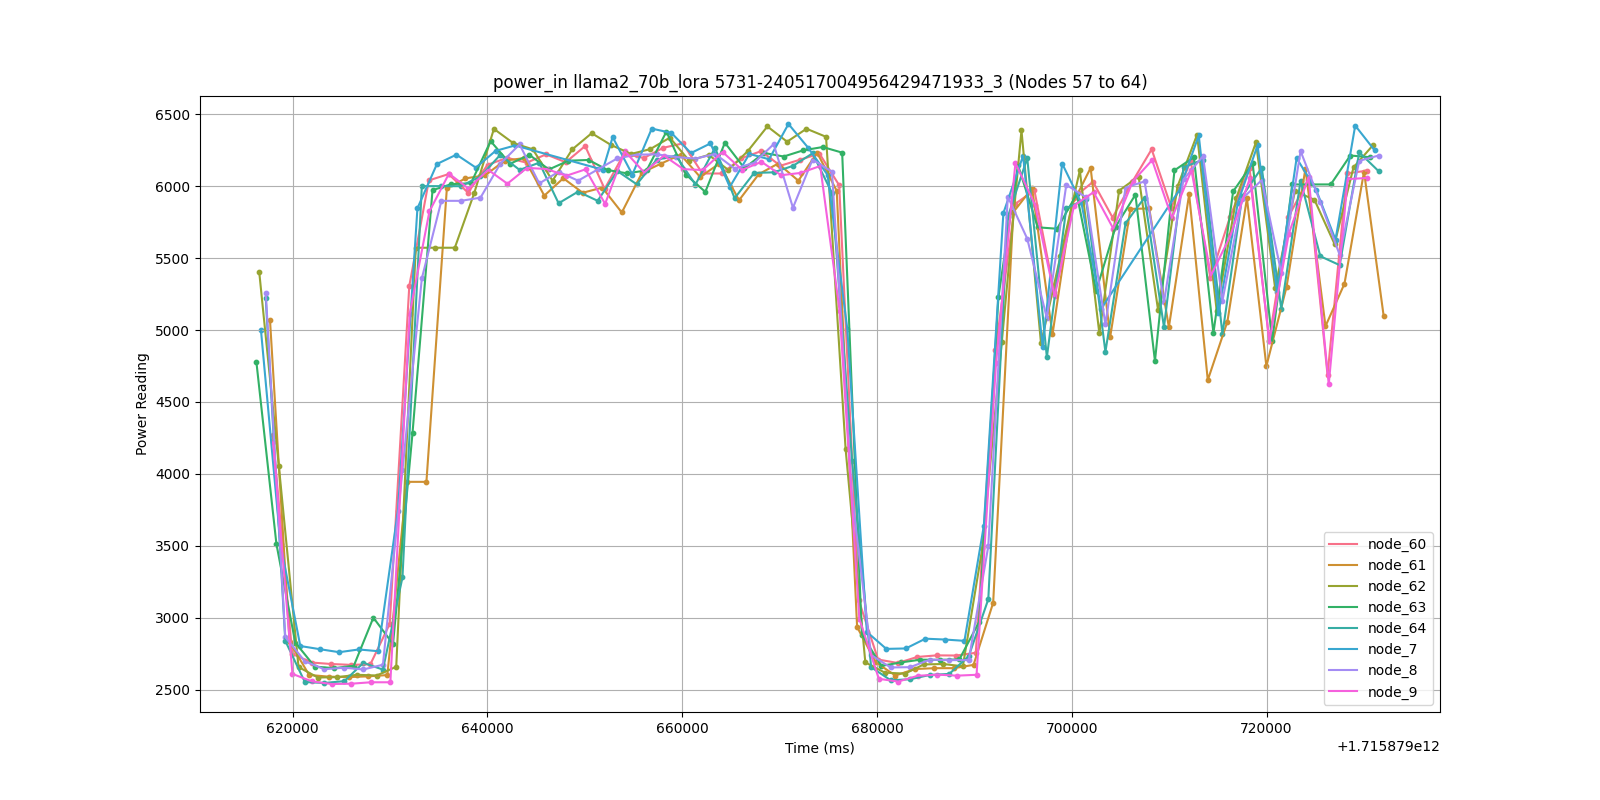 power_in llama2_70b_lora 5731-240517004956429471933_3 (Nodes 57 to 64)
6500
6000
5500
5000
4500
4000
3500
3000
2500
Power Reading
620000 640000 660000 680000 700000 720000
Time (ms)
+1.715879e12
node_60
node_61
node_62
node_63
node_64
node_7
node_8
node_9